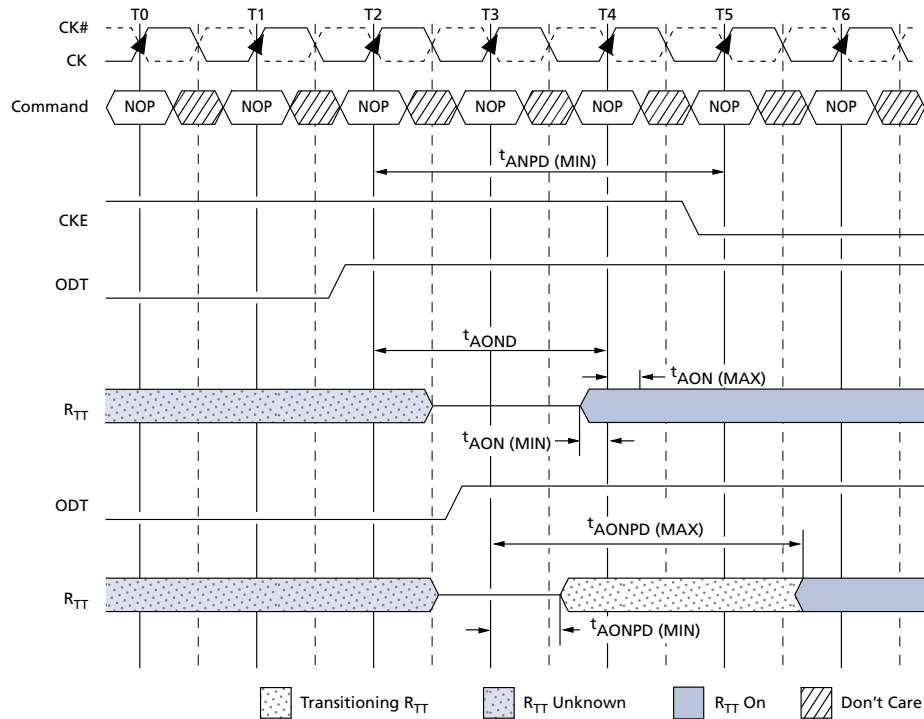 T0 T1 T2 T3 T4 T5 T6
CK#
CK
Command NOP NOP NOP NOP NOP NOP NOP
tANPD (MIN)
CKE
ODT
tAOND
tAON (MAX)
RTT
tAON (MIN)
ODT
tAONPD (MAX)
RTT
tAONPD (MIN)
Transitioning RTT RTT Unknown RTT On Don't Care